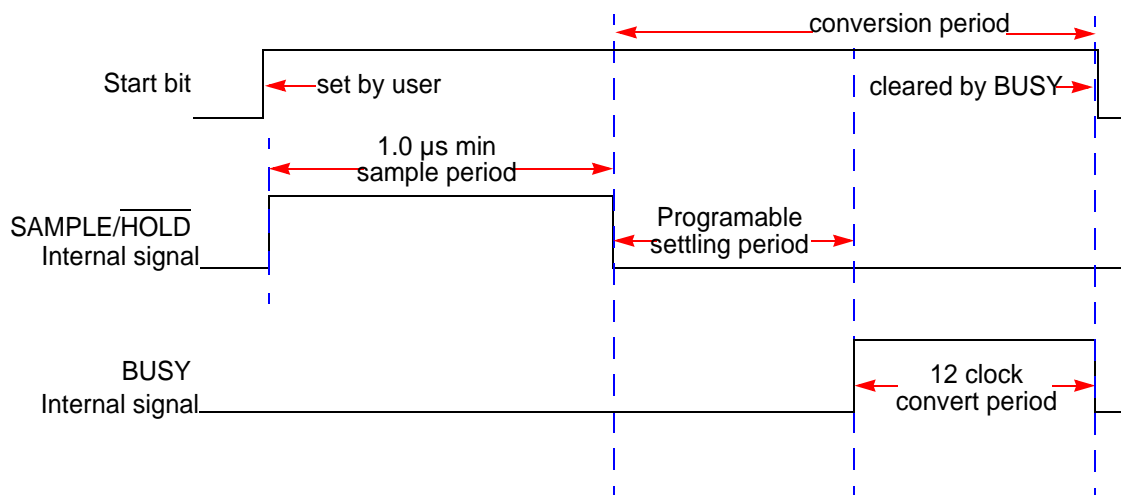 conversion period
Start bit
set by user
cleared by BUSY
1.0 µs min
sample period
SAMPLE/HOLD
Internal signal
Programable
settling period
BUSY
Internal signal
12 clock
convert period